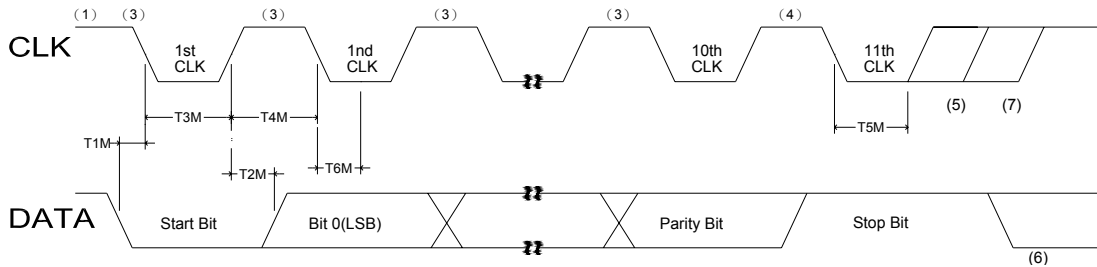 (1) (3) (3) (3) (3) (4)
CLK 1st CLK 1nd CLK 10th CLK 11th CLK
(5) (7)
T3M T4M T5M
T1M T2M T6M
DATA Start Bit Bit 0(LSB) Parity Bit Stop Bit
(6)